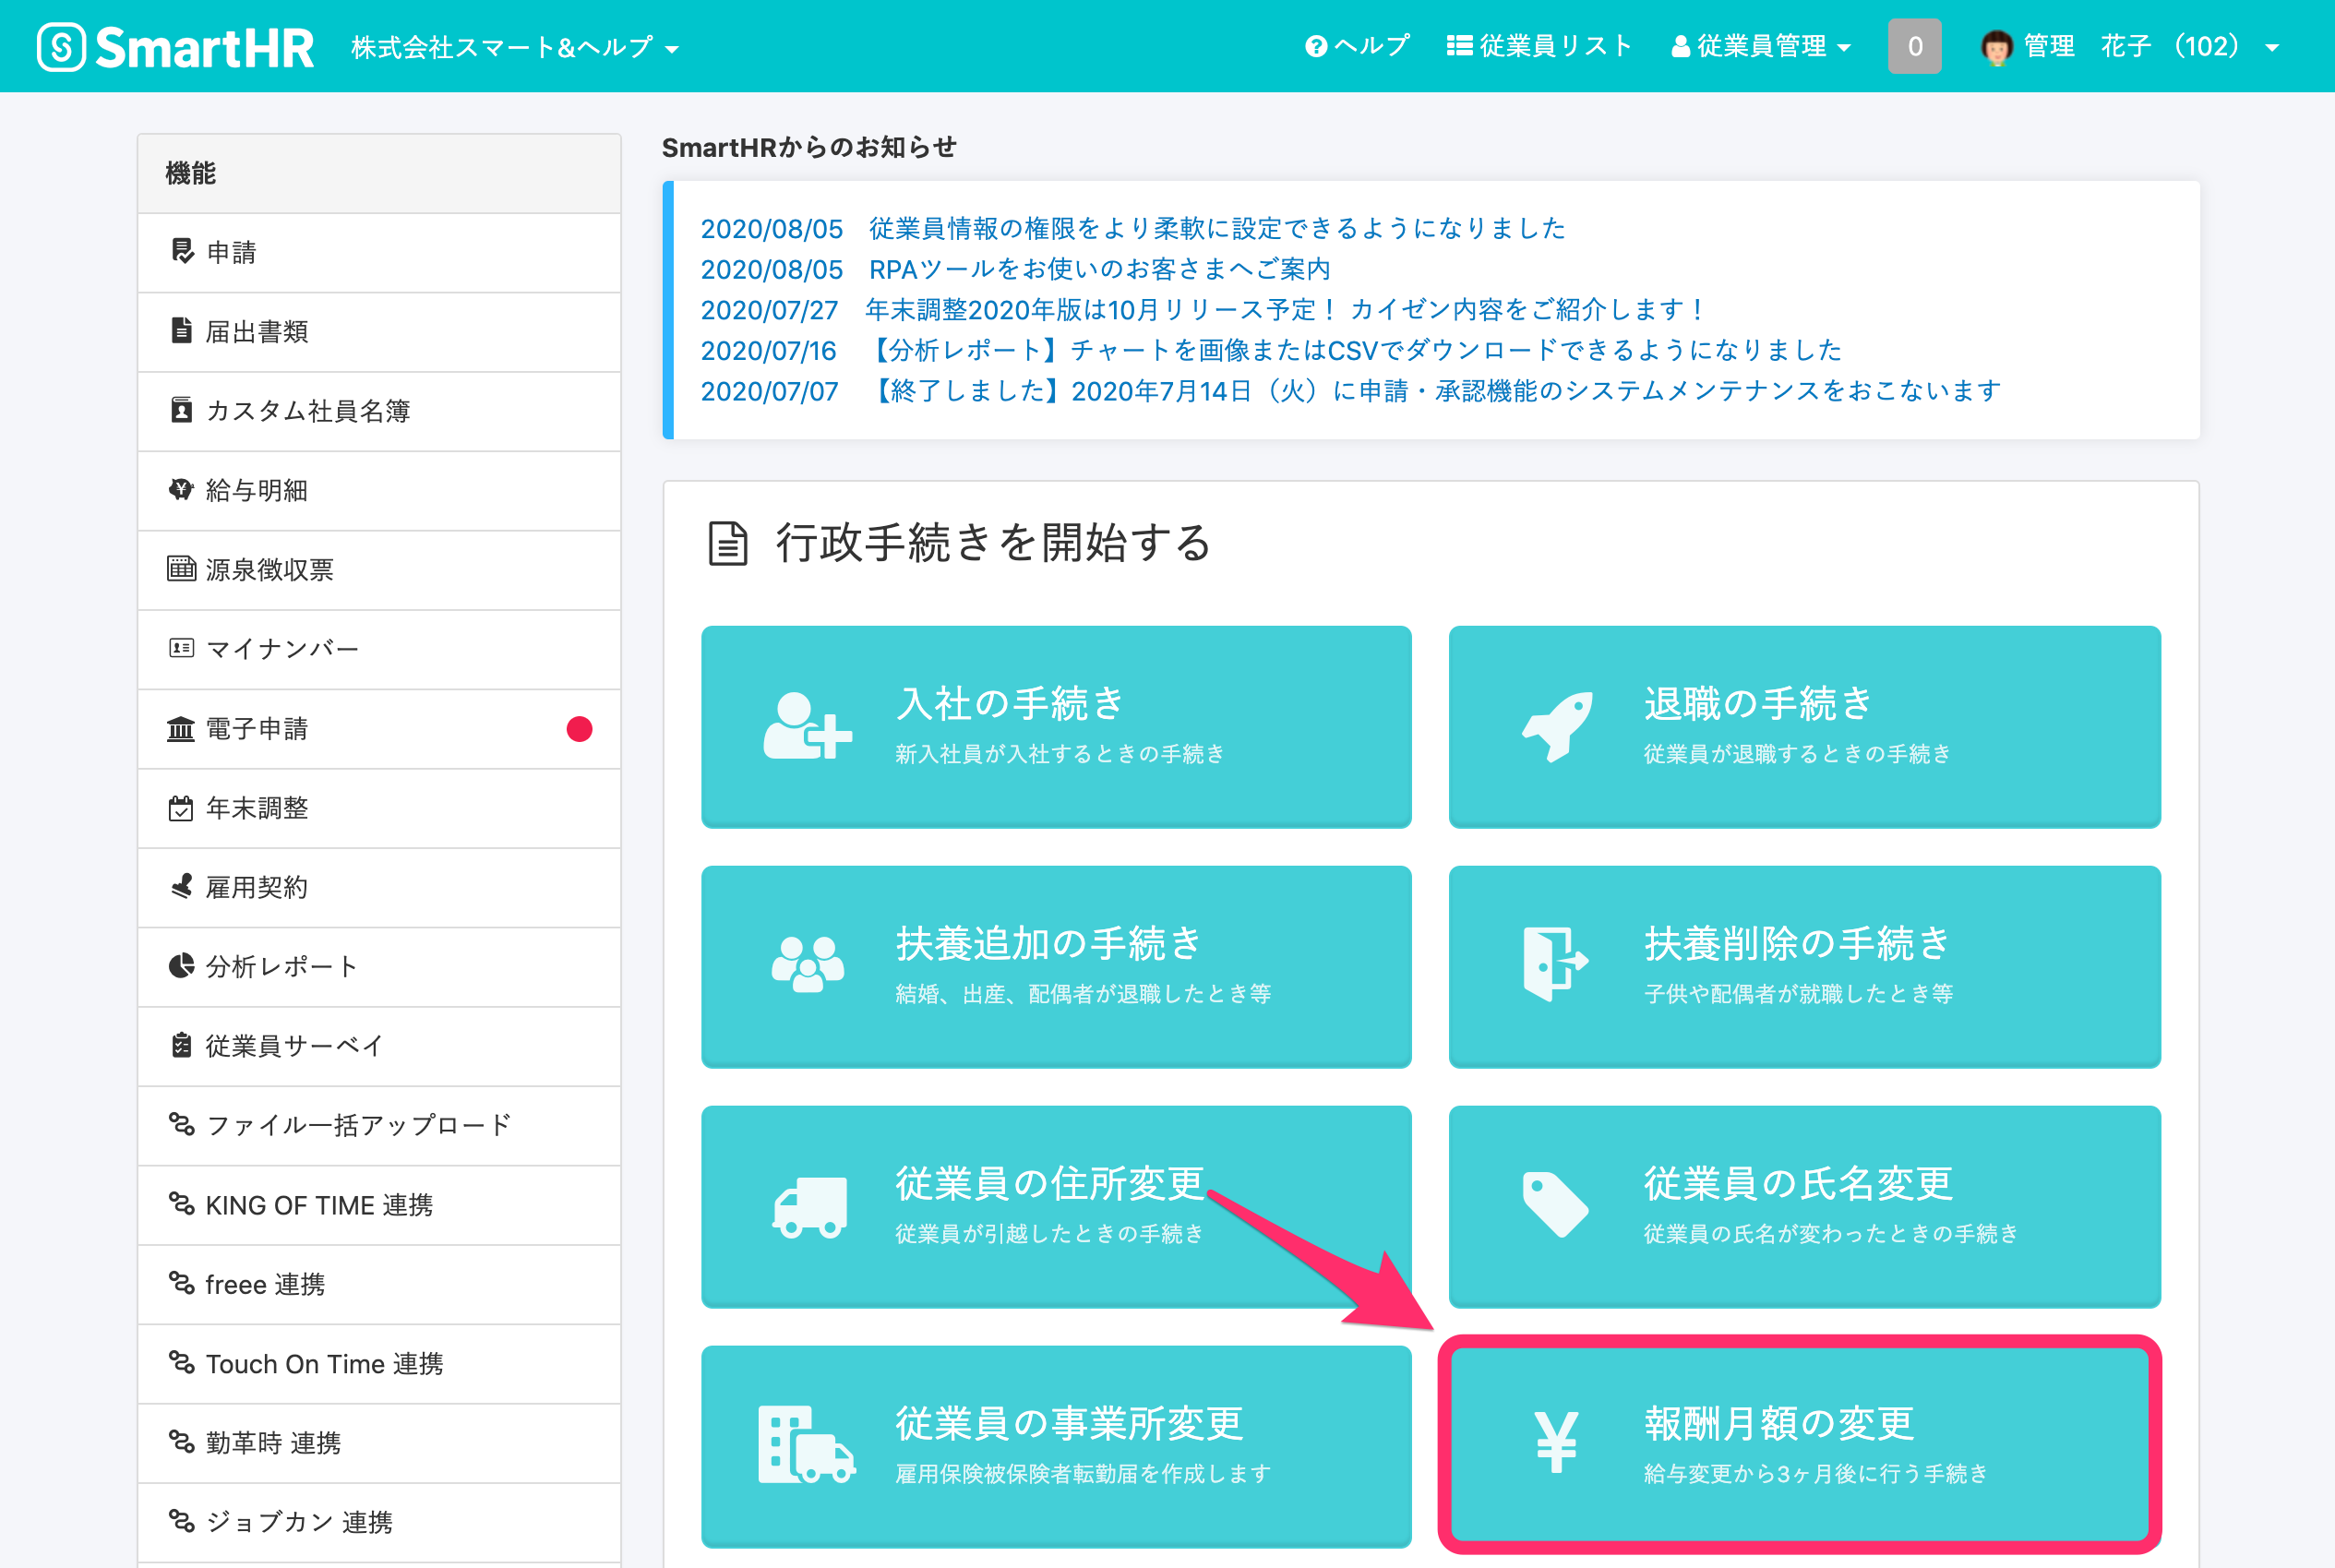 SmartHR 株式会社スマート&ヘルプ ヘルプ 従業員リスト 従業員管理 0 管理 花子 （102）
機能
申請
届出書類
カスタム社員名簿
給与明細
源泉徴収票
マイナンバー
電子申請
年末調整
雇用契約
分析レポート
従業員サーベイ
ファイル一括アップロード
KING OF TIME 連携
freee 連携
Touch On Time 連携
勤革時 連携
ジョブカン 連携
SmartHRからのお知らせ
2020/08/05 従業員情報の権限をより柔軟に設定できるようになりました
2020/08/05 RPAツールをお使いのお客さまへご案内
2020/07/27 年末調整2020年版は10月リリース予定！ カイゼン内容をご紹介します！
2020/07/16 【分析レポート】チャートを画像またはCSVでダウンロードできるようになりました
2020/07/07 【終了しました】2020年7月14日（火）に申請・承認機能のシステムメンテナンスをおこないます
行政手続きを開始する
入社の手続き
新入社員が入社するときの手続き
退職の手続き
従業員が退職するときの手続き
扶養追加の手続き
結婚、出産、配偶者が退職したとき等
扶養削除の手続き
子供や配偶者が就職したとき等
従業員の住所変更
従業員が引越したときの手続き
従業員の氏名変更
従業員の氏名が変わったときの手続き
従業員の事業所変更
雇用保険被保険者転勤届を作成します
¥ 報酬月額の変更
給与変更から3ヶ月後に行う手続き